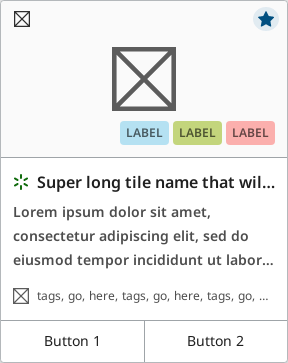 LABEL LABEL LABEL
Super long tile name that wil...
Lorem ipsum dolor sit amet,
consectetur adipiscing elit, sed do
eiusmod tempor incididunt ut labor...
tags, go, here, tags, go, here, tags, go, ...
Button 1 Button 2